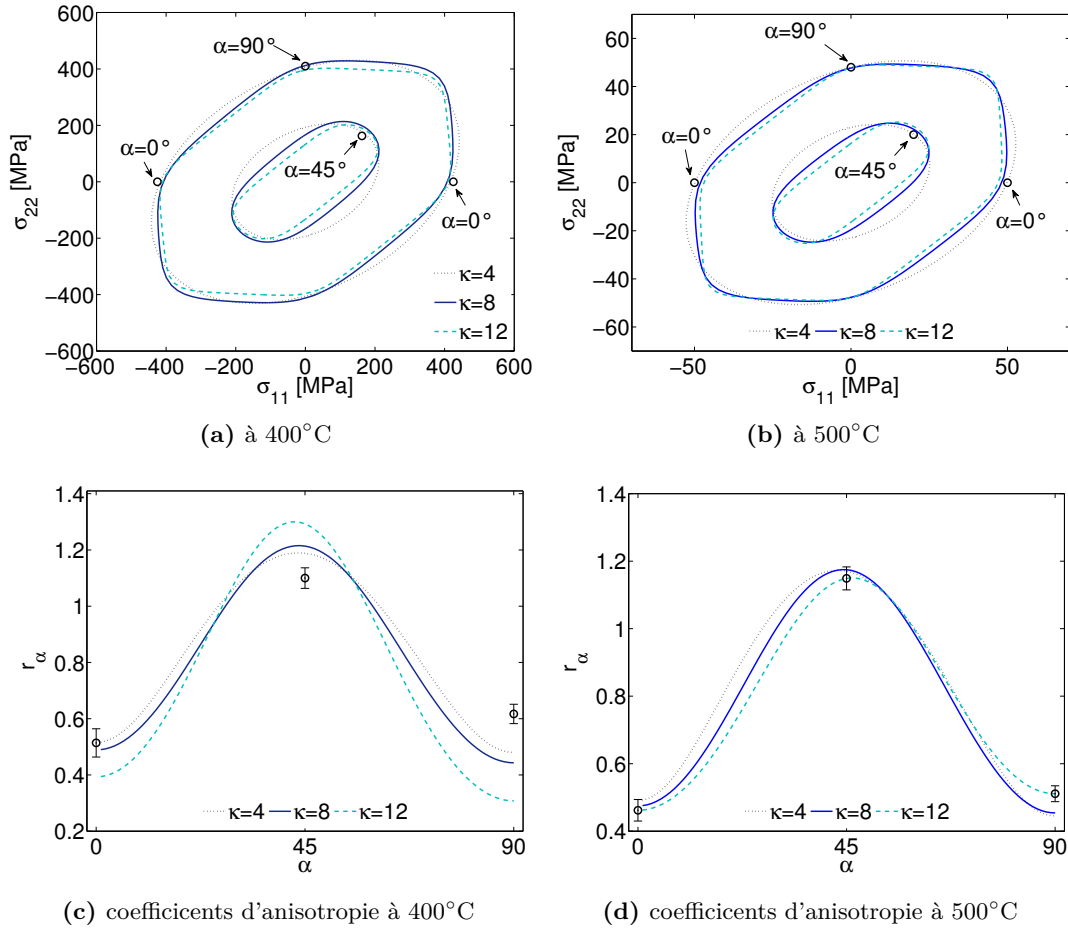 600
400
200
0
−200
−400
−600
σ22 [MPa]
−600 −400 −200 0 200 400 600
σ11 [MPa]
α=90°
α=0°
α=45°
α=0°
κ=4
κ=8
κ=12
(a) à 400°C
60
40
20
0
−20
−40
−60
σ22 [MPa]
−50 0 50
σ11 [MPa]
α=90°
α=0°
α=45°
α=0°
κ=4 κ=8 κ=12
(b) à 500°C
1.4
1.2
1
0.8
0.6
0.4
0.2
rα
0 45 90
α
κ=4 κ=8 κ=12
(c) coefficicents d'anisotropie à 400°C
1.4
1.2
1
0.8
0.6
0.4
rα
0 45 90
α
κ=4 κ=8 κ=12
(d) coefficicents d'anisotropie à 500°C